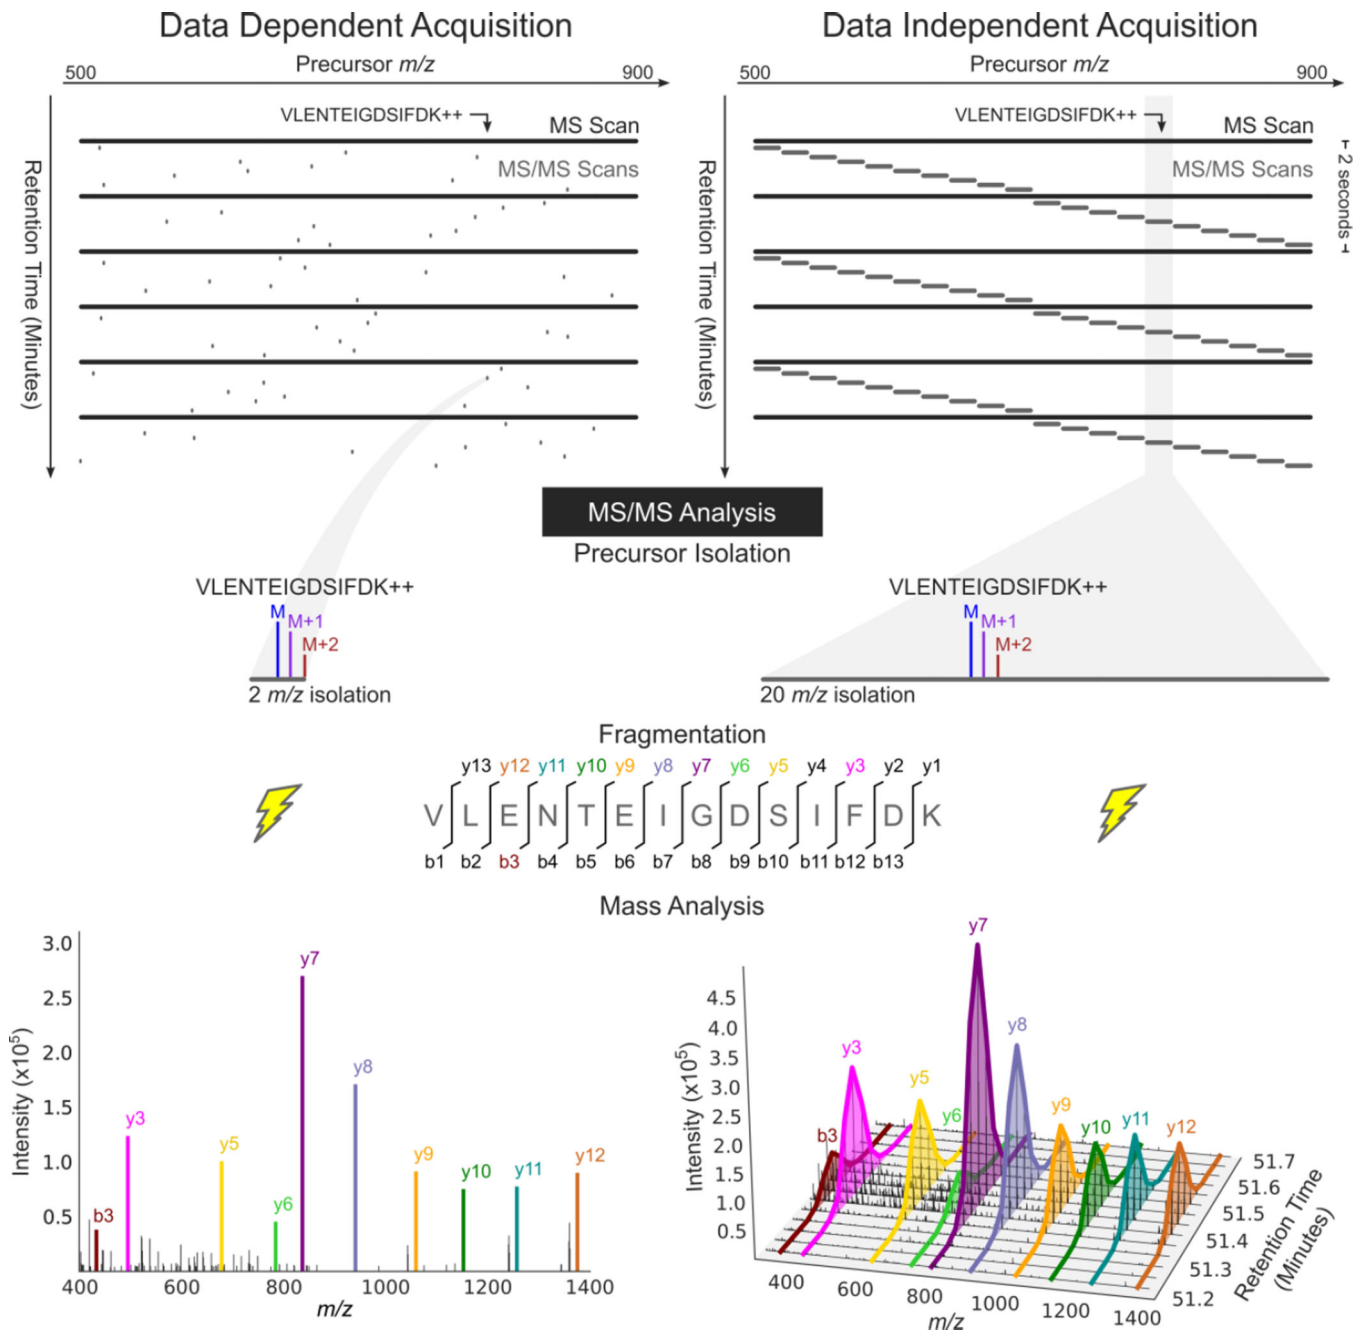 Data Dependent Acquisition
Data Independent Acquisition
Precursor m/z
500
900
Precursor m/z
500
900
VLENTEIGDSIFDK++
MS Scan
MS/MS Scans
Retention Time (Minutes)
VLENTEIGDSIFDK++
MS Scan
MS/MS Scans
Retention Time (Minutes)
2 seconds
MS/MS Analysis
Precursor Isolation
VLENTEIGDSIFDK++
M
M+1
M+2
2 m/z isolation
VLENTEIGDSIFDK++
M
M+1
M+2
20 m/z isolation
Fragmentation
y13 y12 y11 y10 y9 y8 y7 y6 y5 y4 y3 y2 y1
V L E N T E I G D S I F D K
b1 b2 b3 b4 b5 b6 b7 b8 b9 b10 b11 b12 b13
Mass Analysis
Intensity (x10⁵)
3.0
2.5
2.0
1.5
1.0
0.5
b3
y3
y5
y6
y7
y8
y9
y10
y11
y12
400 600 800 1000 1200 1400
m/z
Intensity (x10⁵)
4.5
4.0
1.5
3.0
2.5
2.0
1.5
1.0
0.5
b3
y3
y5
y6
y7
y8
y9
y10
y11
y12
400 600 800 1000 1200 1400
m/z
51.7
51.6
51.5
51.4
51.3
51.2
Retention Time
(Minutes)